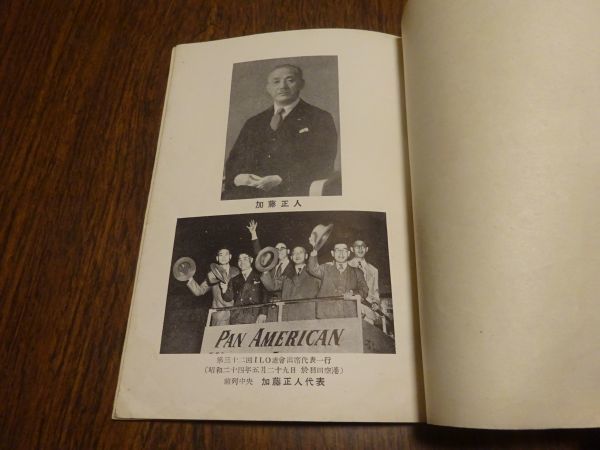 加藤正人
PAN AMERICAN
第三十二回ILO總會出席代表一行
(昭和二十四年五月二十九日 於羽田空港)
前列中央 加藤正人代表